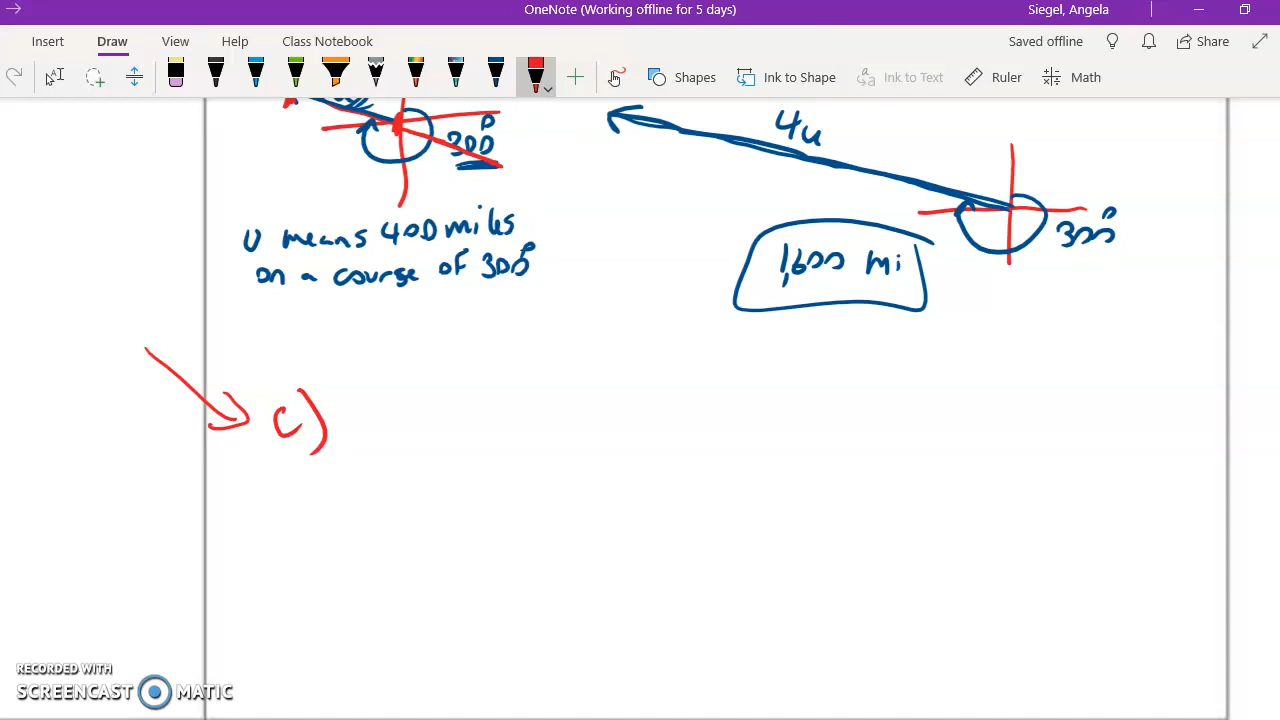 OneNote (Working offline for 5 days)
Siegel, Angela
Insert
Draw
View
Help
Class Notebook
Saved offline
Share
Ink to Shape
Shapes
Ink to Text
Ruler
Math
300°
4u
300°
U means 400 miles
on a course of 300°
1,600 mi
c)
RECORDED WITH
SCREENCAST MATIC